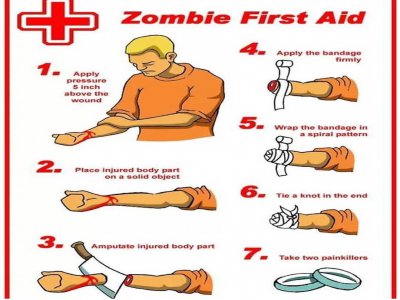 Zombie First Aid
1.
Apply
pressure
5 inch
above the
wound
2.
Place injured body part
on a solid object
3.
Amputate injured body part
4.
Apply the bandage
firmly
5.
Wrap the bandage in
a spiral pattern
6.
Tie a knot in the end
7.
Take two painkillers